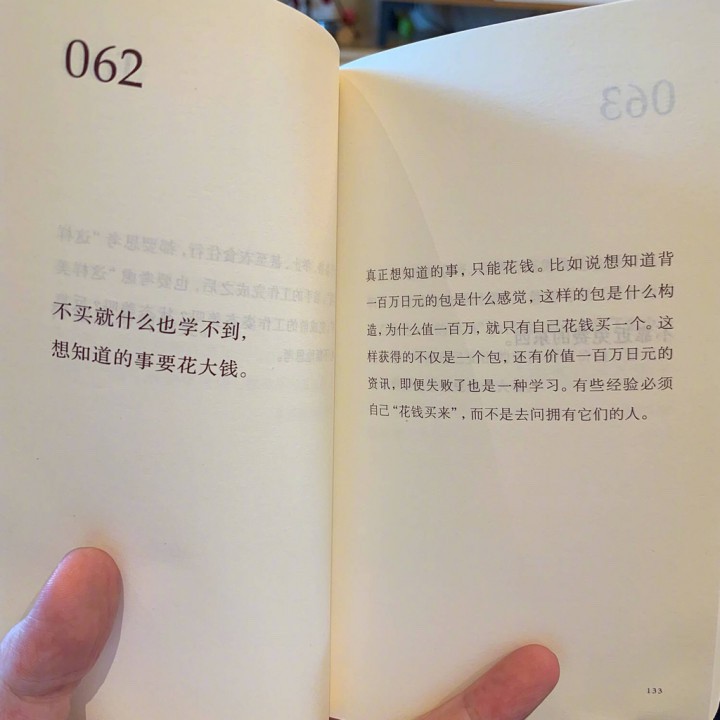 062
不买就什么也学不到，
想知道的事要花大钱。
063
真正想知道的事，只能花钱。比如说想知道背
一百万日元的包是什么感觉，这样的包是什么构
造，为什么值一百万，就只有自己花钱买一个。这
样获得的不仅是一个包，还有价值一百万日元的
资讯，即便失败了也是一种学习。有些经验必须
自己“花钱买来”，而不是去问拥有它们的人。
133